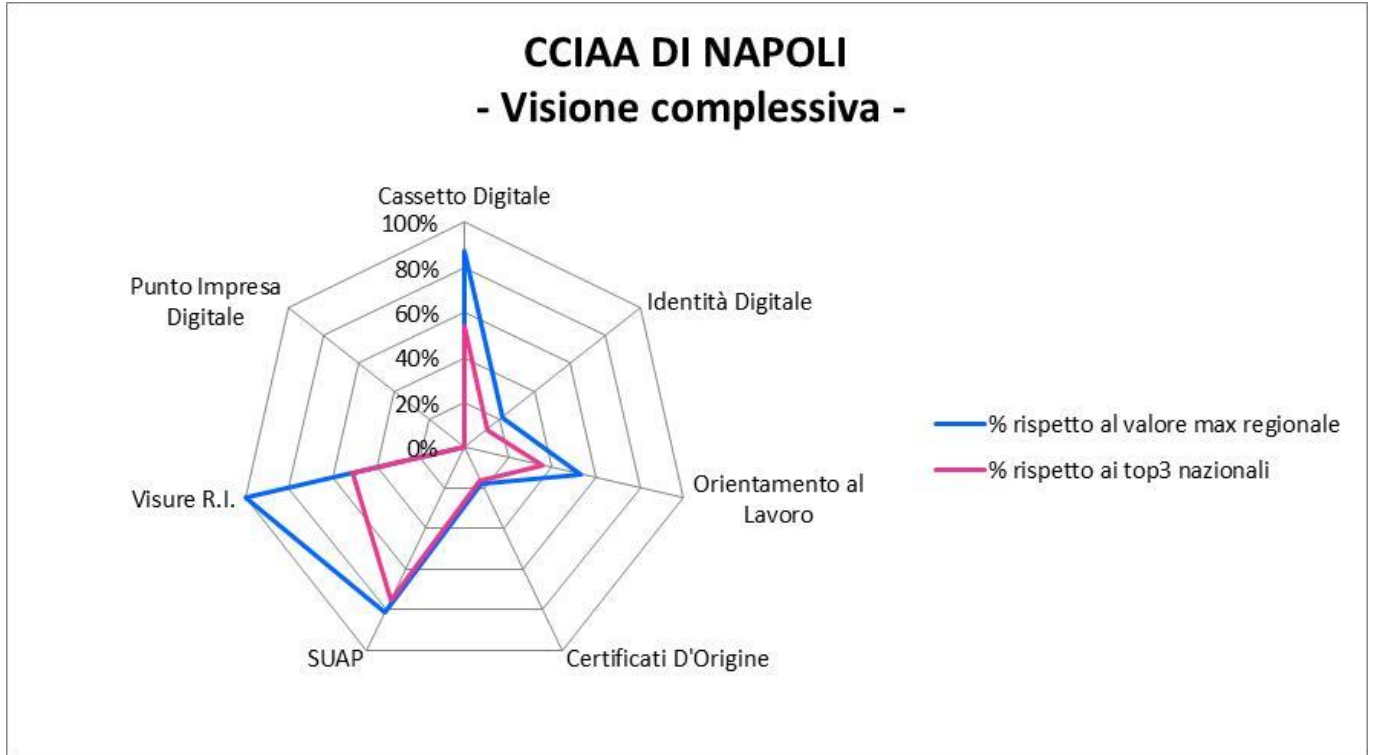 CCIAA DI NAPOLI
- Visione complessiva -
Cassetto Digitale
100%
80%
60%
40%
20%
0%
Identità Digitale
Orientamento al
Lavoro
Certificati D'Origine
SUAP
Visure R.I.
Punto Impresa
Digitale
% rispetto al valore max regionale
% rispetto ai top3 nazionali